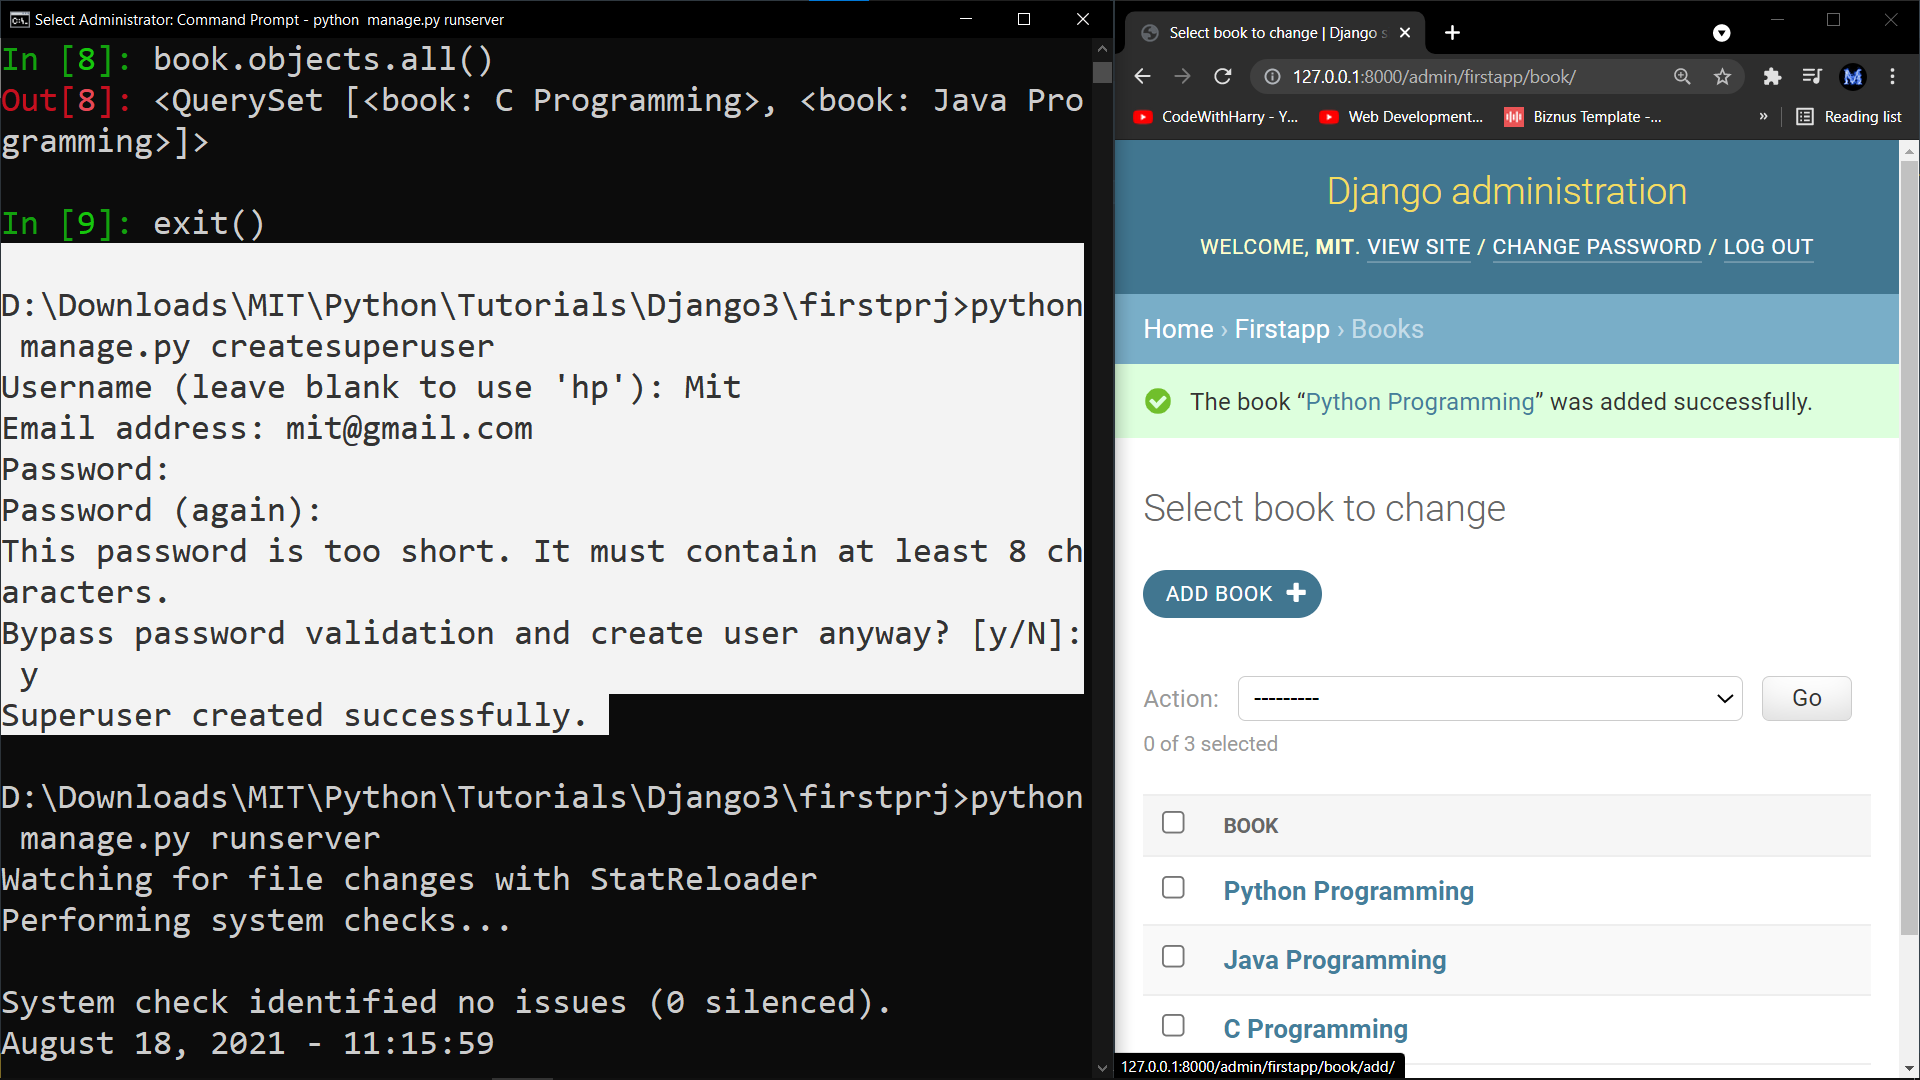 Select Administrator: Command Prompt - python  manage.py runserver
In [8]: book.objects.all()
Out[8]: <QuerySet [<book: C Programming>, <book: Java Pro
gramming>]>
In [9]: exit()
D:\Downloads\MIT\Python\Tutorials\Django3\firstprj>python
 manage.py createsuperuser
Username (leave blank to use 'hp'): Mit
Email address: mit@gmail.com
Password:
Password (again):
This password is too short. It must contain at least 8 ch
aracters.
Bypass password validation and create user anyway? [y/N]:
 y
Superuser created successfully.
D:\Downloads\MIT\Python\Tutorials\Django3\firstprj>python
 manage.py runserver
Watching for file changes with StatReloader
Performing system checks...
System check identified no issues (0 silenced).
August 18, 2021 - 11:15:59
Select book to change | Django s
127.0.0.1:8000/admin/firstapp/book/
M
CodeWithHarry - Y...
Web Development...
Biznus Template -...
»
Reading list
Django administration
WELCOME, MIT. VIEW SITE / CHANGE PASSWORD / LOG OUT
Home › Firstapp › Books
The book “Python Programming” was added successfully.
Select book to change
ADD BOOK +
Action: --------- Go
0 of 3 selected
BOOK
Python Programming
Java Programming
C Programming
127.0.0.1:8000/admin/firstapp/book/add/